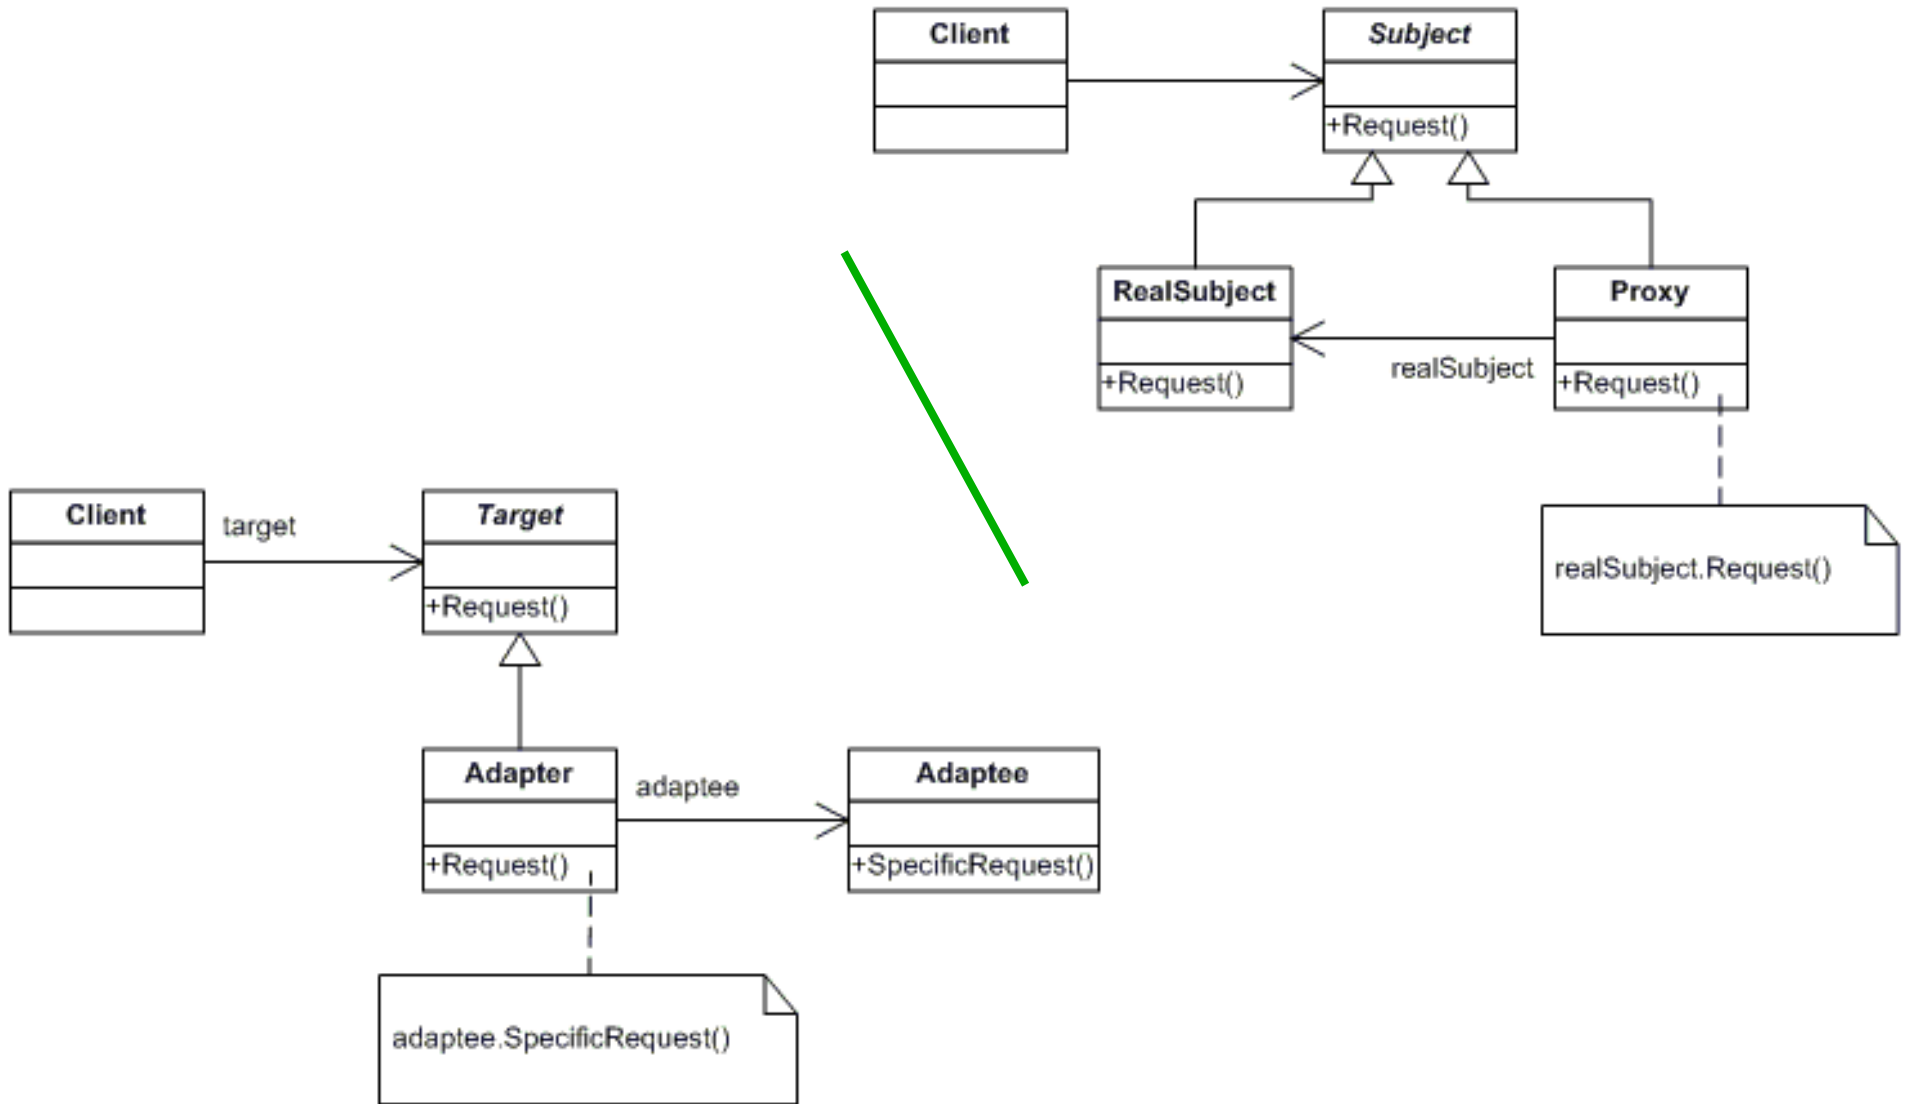 Client
Subject
+Request()
RealSubject
+Request()
realSubject
Proxy
+Request()
realSubject.Request()
Client
target
Target
+Request()
Adapter
+Request()
adaptee
Adaptee
+SpecificRequest()
adaptee.SpecificRequest()